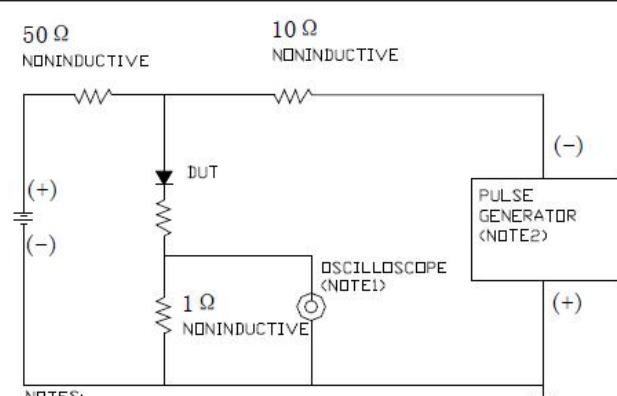 50 Ω
NONINDUCTIVE
10 Ω
NONINDUCTIVE
(-)
DUT
(+)
(-)
PULSE
GENERATOR
(NOTE2)
OSCILLOSCOPE
(NOTE1)
(+)
1 Ω
NONINDUCTIVE
NOTES: